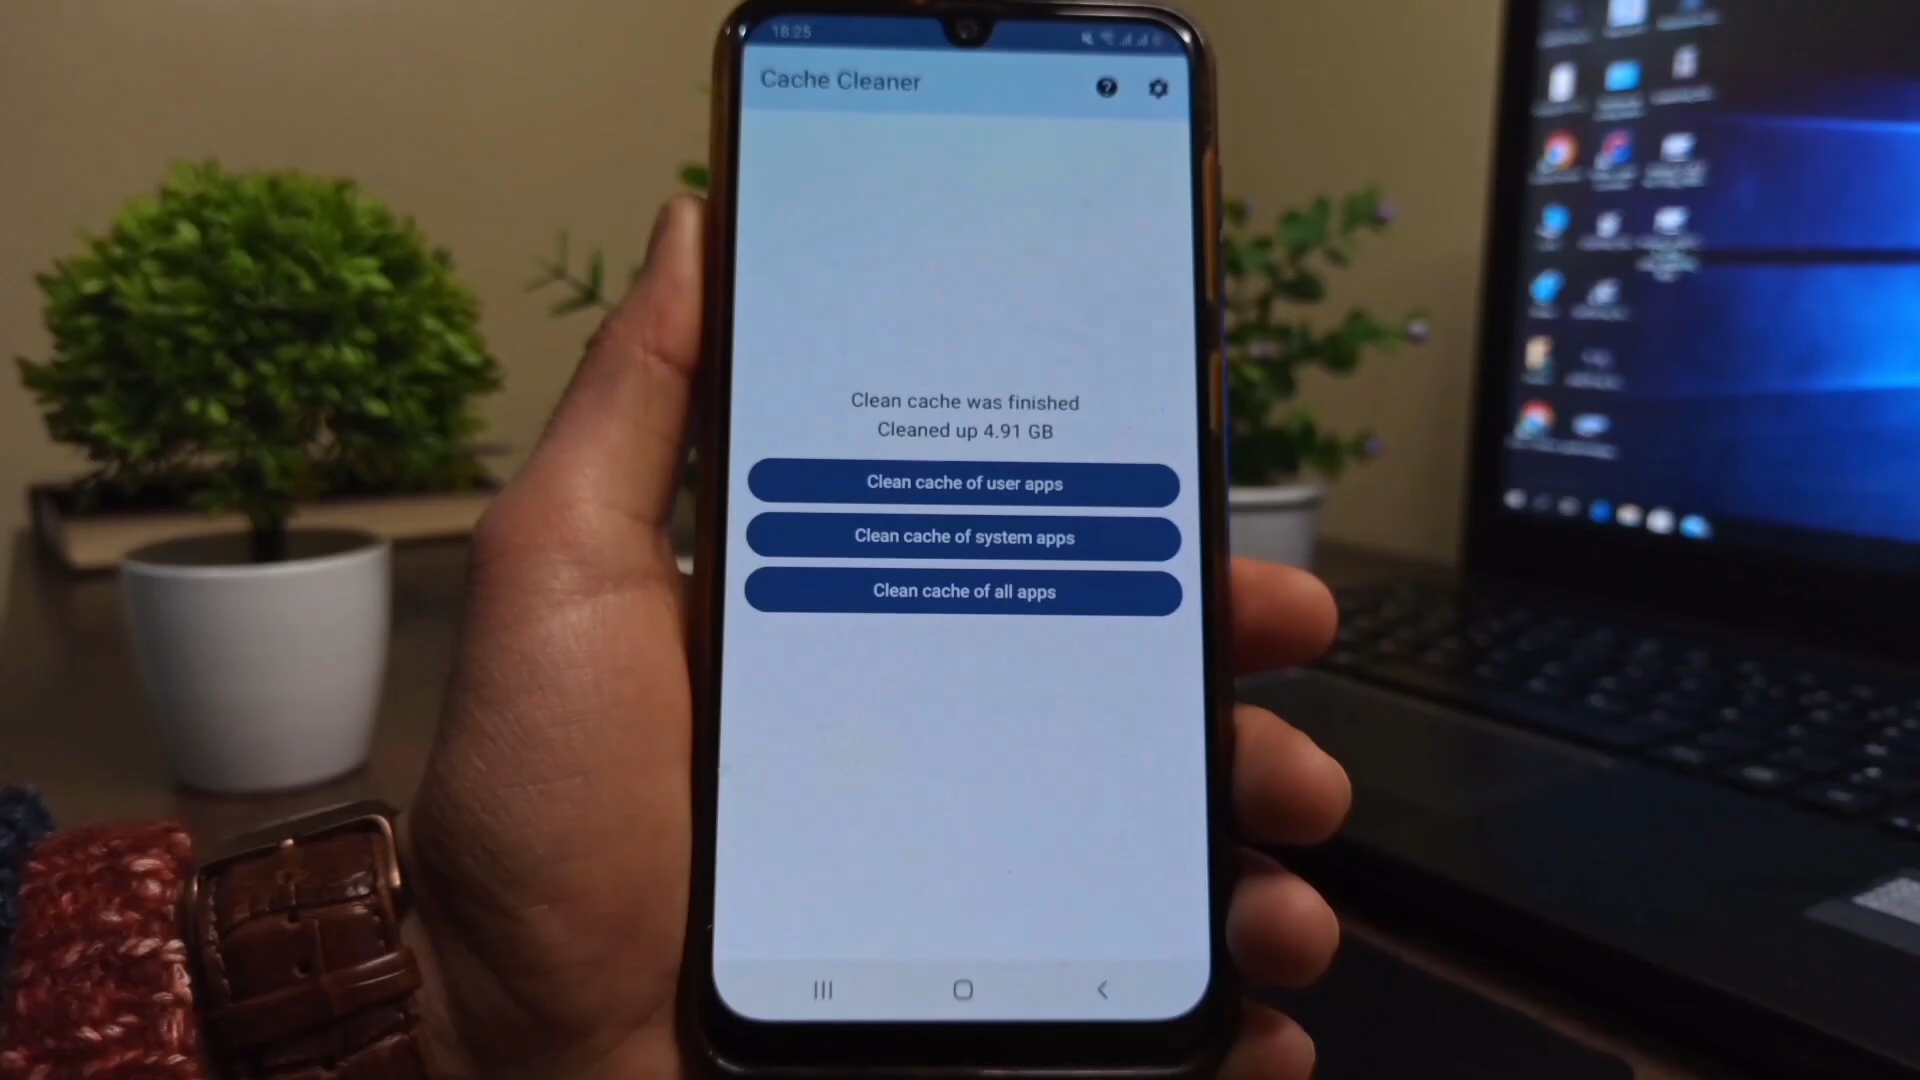 18:25
Cache Cleaner
Clean cache was finished
Cleaned up 4.91 GB
Clean cache of user apps
Clean cache of system apps
Clean cache of all apps